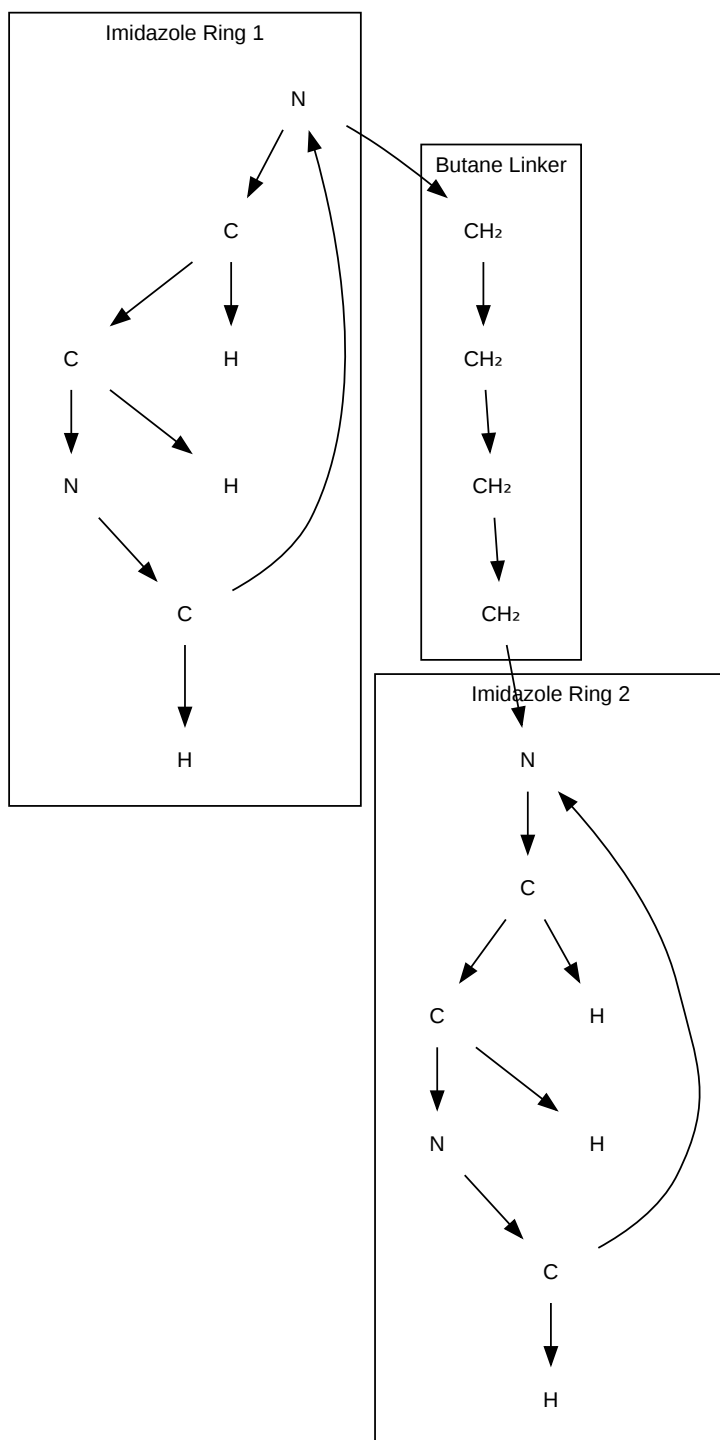 Imidazole Ring 1
N
Butane Linker
C
CH₂
C
H
CH₂
N
H
CH₂
C
CH₂
Imidazole Ring 2
H
N
C
C
H
N
H
C
H